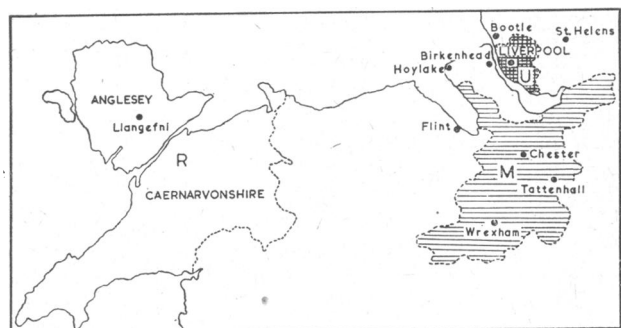 Bootle
St. Helens
LIVERPOOL
Birkenhead
Hoylake
U
ANGLESEY
Llangefni
Flint
R
Chester
M
CAERNARVONSHIRE
Tattenhall
Wrexham